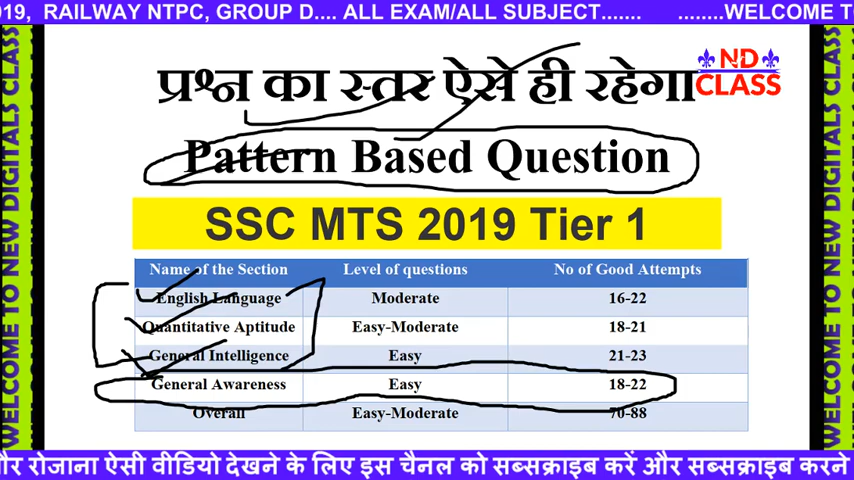 019, RAILWAY NTPC, GROUP D.... ALL EXAM/ALL SUBJECT....... ........WELCOME TO
प्रश्न का स्तर ऐसे ही रहेगा
ND
CLASS
Pattern Based Question
SSC MTS 2019 Tier 1
Name of the Section Level of questions No of Good Attempts
English Language Moderate 16-22
Quantitative Aptitude Easy-Moderate 18-21
General Intelligence Easy 21-23
General Awareness Easy 18-22
Overall Easy-Moderate 70-88
WELCOME TO NEW DIGITALS CLASS
WELCOME TO NEW DIGITALS CLASS
और रोजाना ऐसी वीडियो देखने के लिए इस चैनल को सब्सक्राइब करें और सब्सक्राइब करने